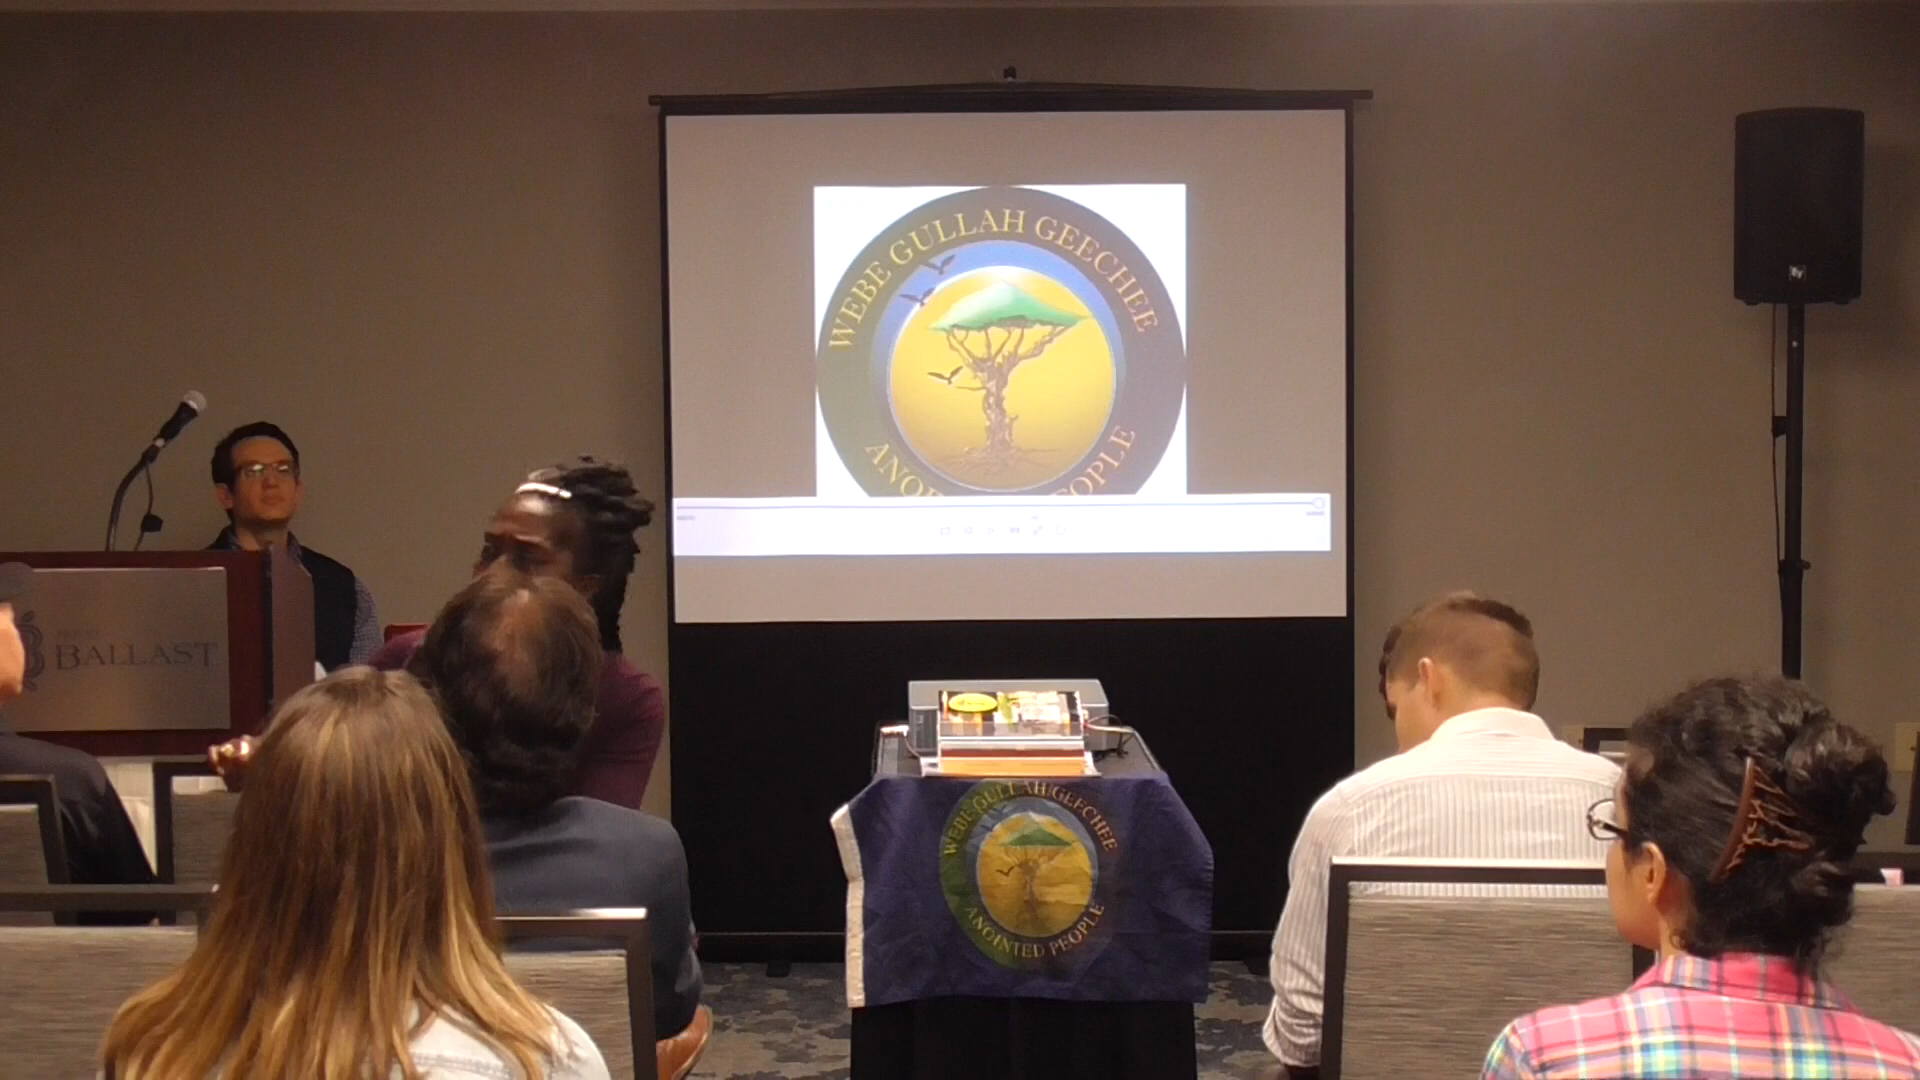 WEBE GULLAH GEECHEE
ANOINTED PEOPLE
BALLAST
WEBE GULLAH/GEECHEE
ANOINTED PEOPLE